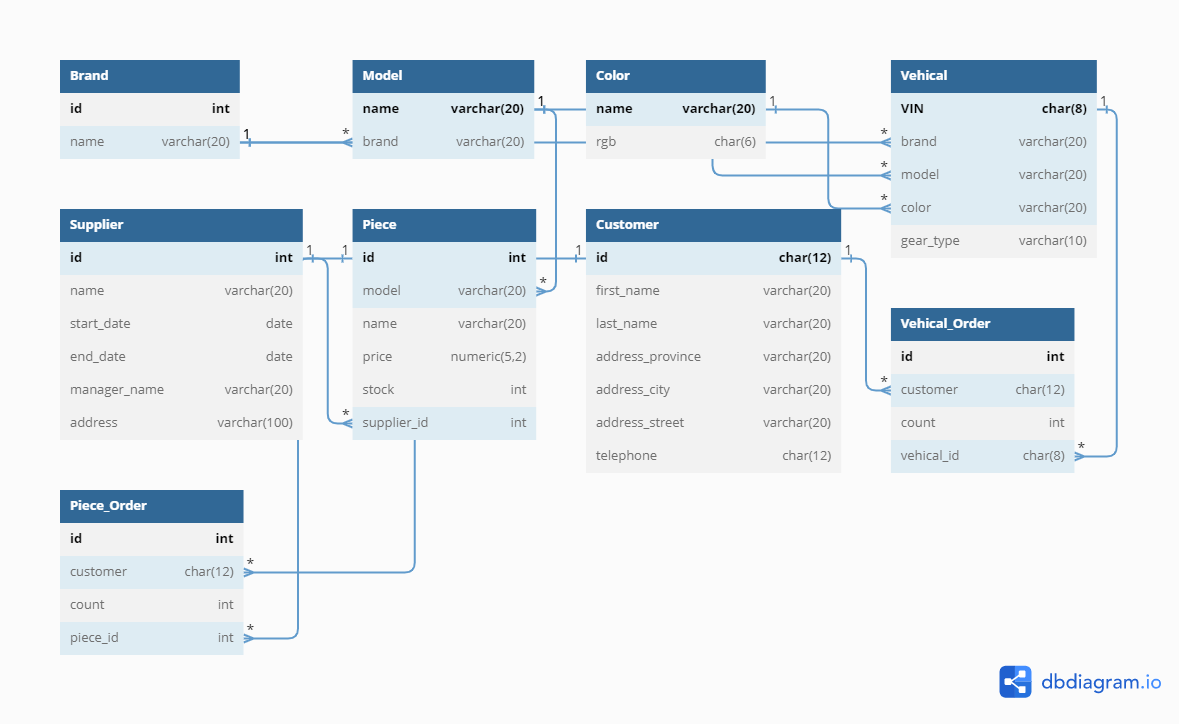 Brand
id int
name varchar(20)
1
*
Model
name varchar(20)
brand varchar(20)
1
Color
name varchar(20)
rgb char(6)
1
Vehical
VIN char(8)
brand varchar(20)
model varchar(20)
color varchar(20)
gear_type varchar(10)
1
*
*
*
Supplier
id int
name varchar(20)
start_date date
end_date date
manager_name varchar(20)
address varchar(100)
1
1
*
Piece
id int
model varchar(20)
name varchar(20)
price numeric(5,2)
stock int
supplier_id int
*
1
Customer
id char(12)
first_name varchar(20)
last_name varchar(20)
address_province varchar(20)
address_city varchar(20)
address_street varchar(20)
telephone char(12)
1
*
Vehical_Order
id int
customer char(12)
count int
vehical_id char(8)
*
Piece_Order
id int
customer char(12)
count int
piece_id int
*
*
dbdiagram.io